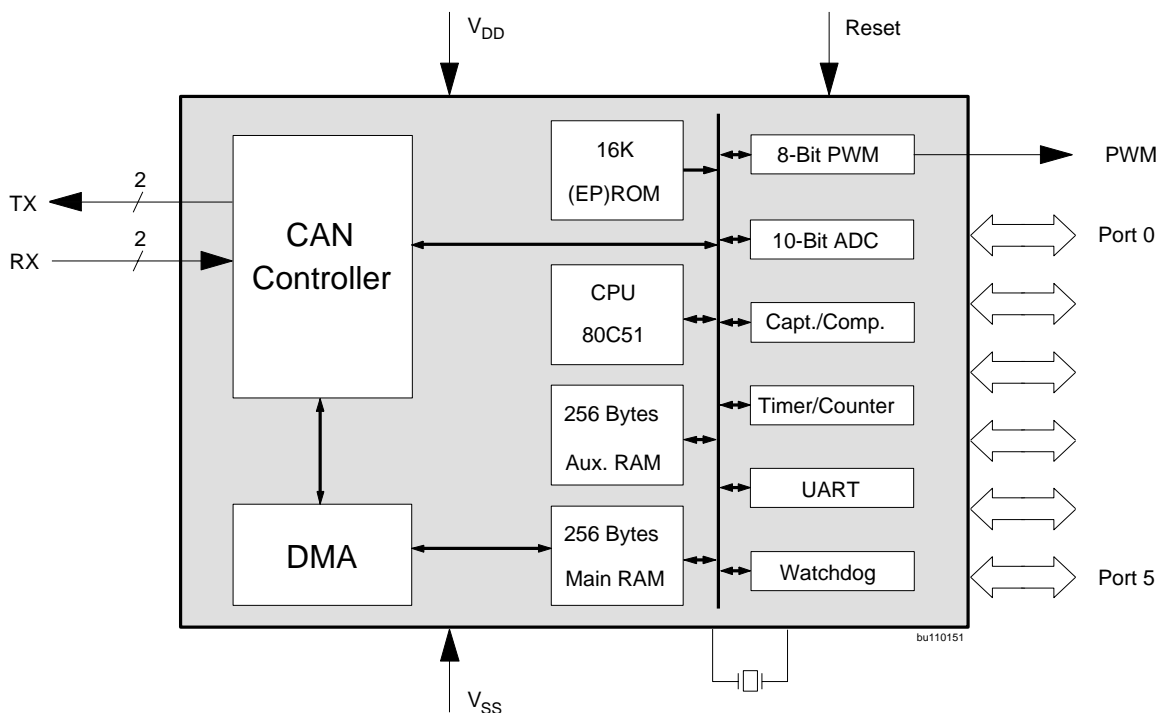 VDD
Reset
16K
(EP)ROM
8-Bit PWM
PWM
2
TX
2
RX
CAN
Controller
10-Bit ADC
Port 0
CPU
80C51
Capt./Comp.
256 Bytes
Aux. RAM
Timer/Counter
UART
DMA
256 Bytes
Main RAM
Watchdog
Port 5
bu110151
VSS